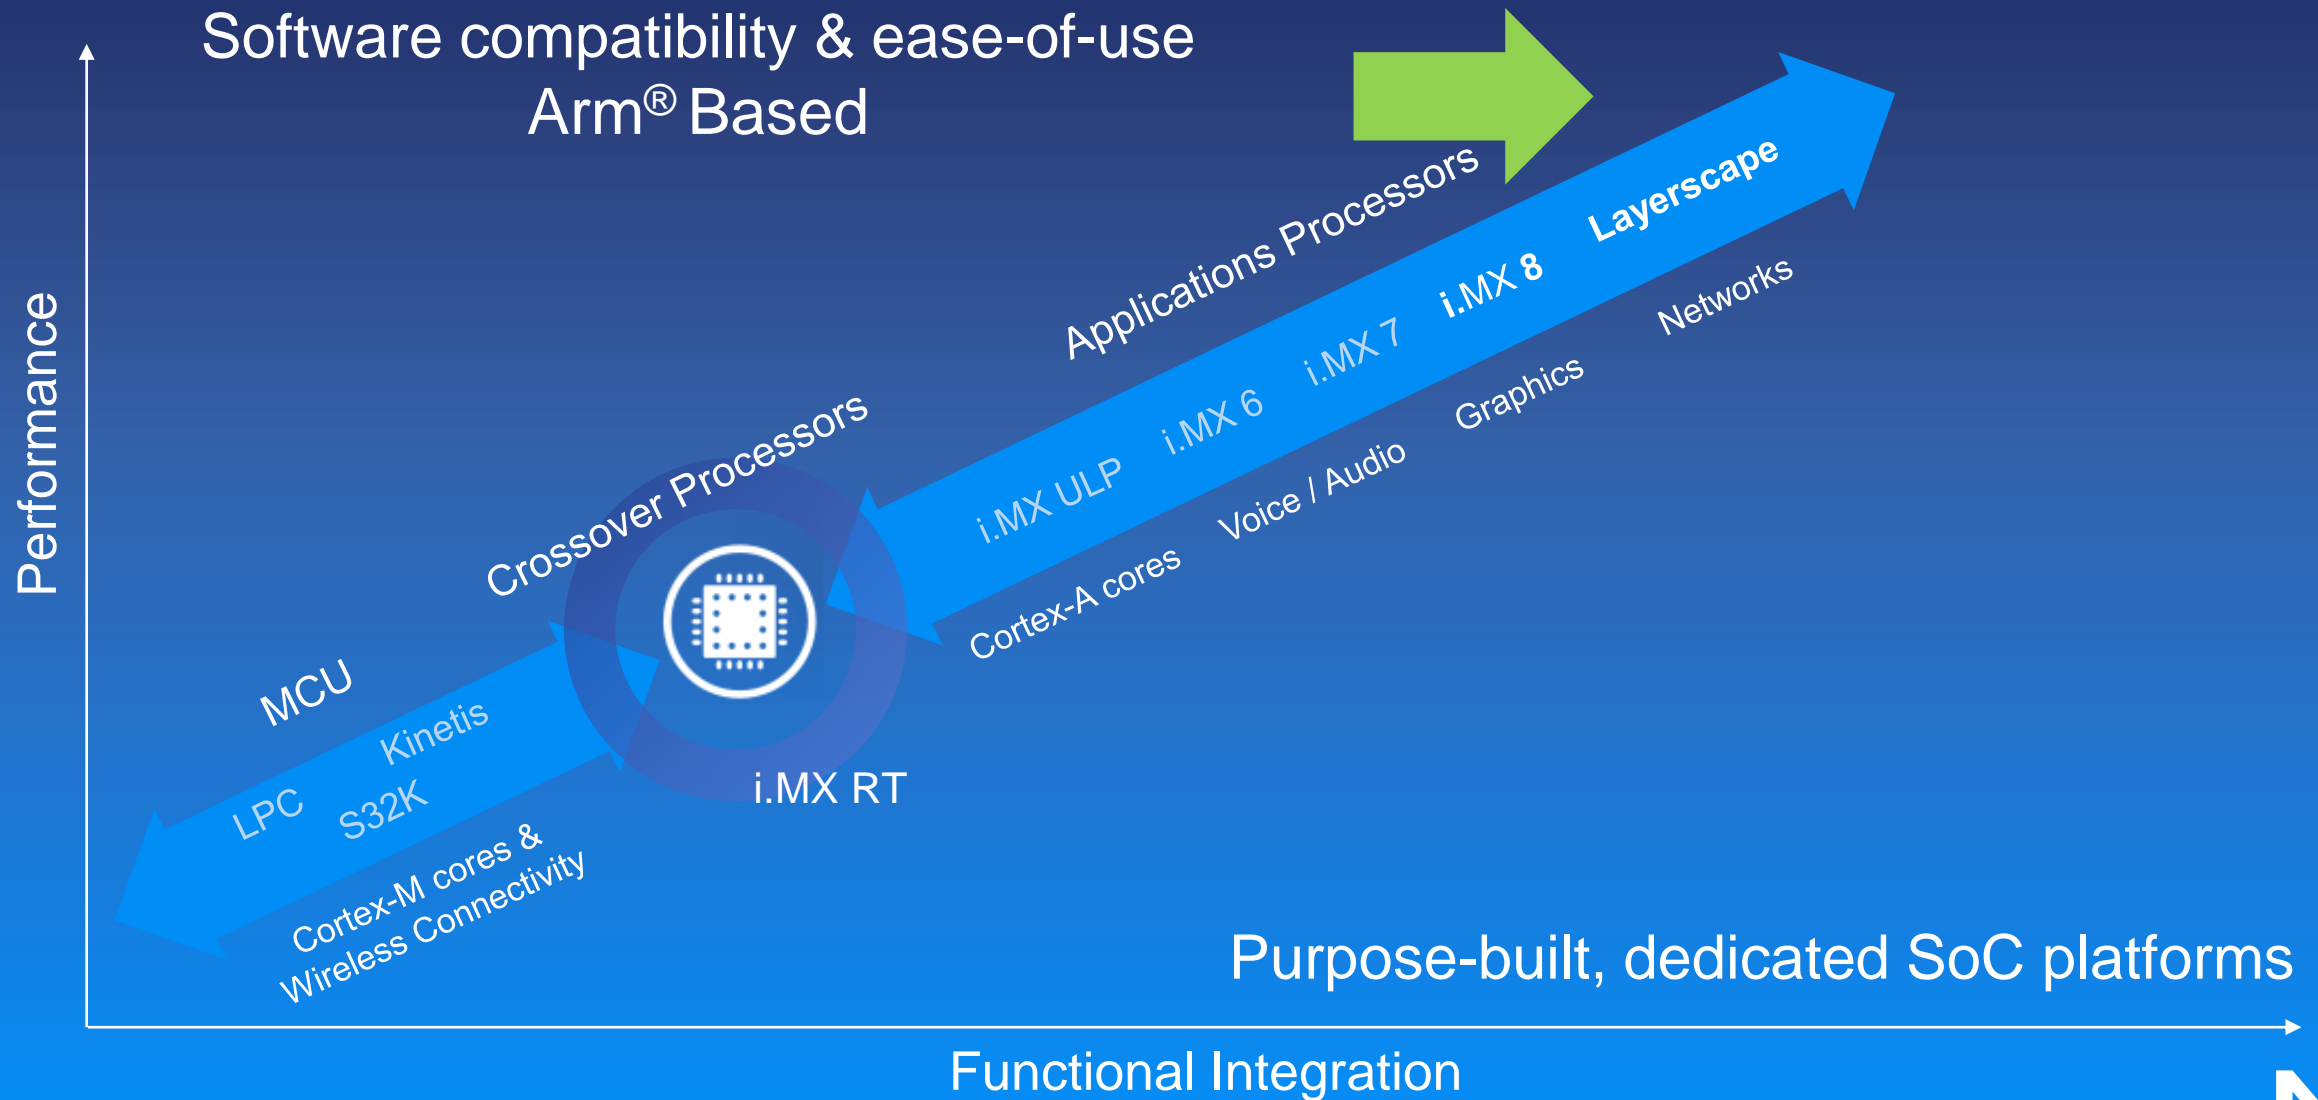 Software compatibility & ease-of-use
Arm® Based
Performance
Applications Processors
Layerscape
i.MX 8
i.MX 7
i.MX 6
i.MX ULP
Networks
Graphics
Voice / Audio
Cortex-A cores
Crossover Processors
i.MX RT
MCU
Kinetis
LPC
S32K
Cortex-M cores &
Wireless Connectivity
Purpose-built, dedicated SoC platforms
Functional Integration